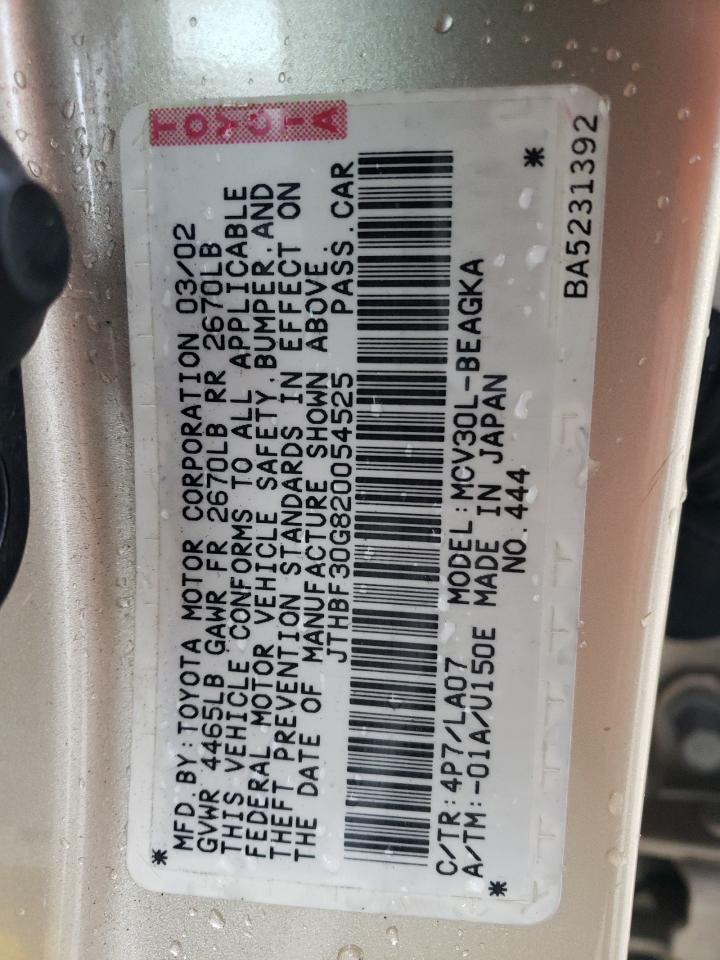 TOYOTA
MFD BY:TOYOTA MOTOR CORPORATION 03/02
GVWR 4465LB GAWR FR 2670LB RR 2670LB
THIS VEHICLE CONFORMS TO ALL APPLICABLE
FEDERAL MOTOR VEHICLE SAFETY,BUMPER,AND
THEFT PREVENTION STANDARDS IN EFFECT ON
THE DATE OF MANUFACTURE SHOWN ABOVE.
JTHBF30G820054525 PASS.CAR
C/TR:4P7/LA07 MODEL:MCV30L-BEAGKA
A/TM:-01A/U150E MADE IN JAPAN
NO.444
BA5231392